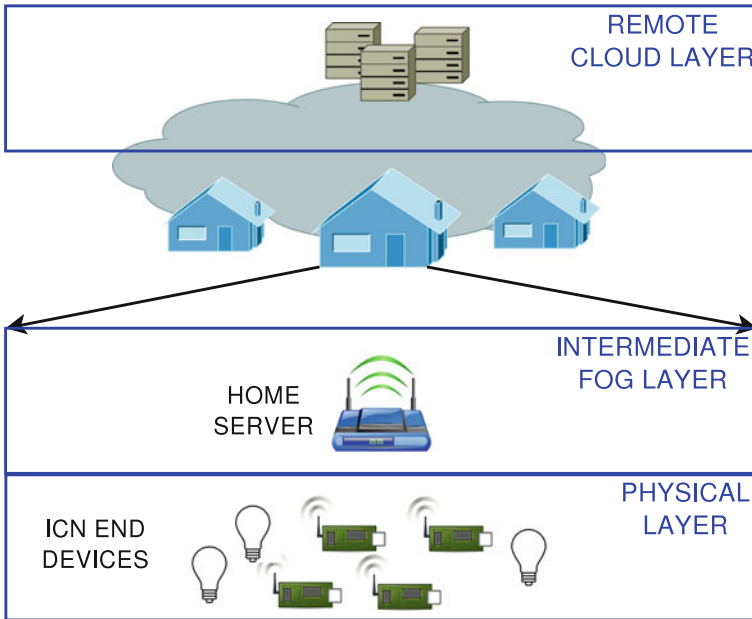 REMOTE
CLOUD LAYER
INTERMEDIATE
FOG LAYER
HOME
SERVER
PHYSICAL
LAYER
ICN END
DEVICES